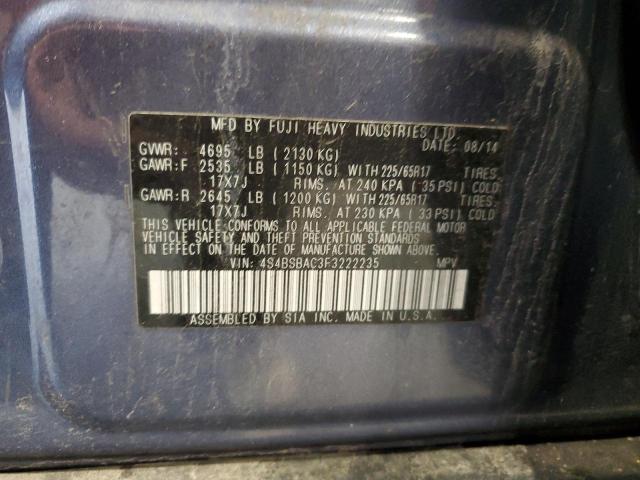 MFD BY FUJI HEAVY INDUSTRIES LTD.
DATE: 08/14
GVWR: 4695 LB ( 2130 KG)
GAWR:F 2535 LB ( 1150 KG) WITH 225/65R17 TIRES.
17X7J RIMS. AT 240 KPA ( 35 PSI) COLD
GAWR:R 2645 LB ( 1200 KG) WITH 225/65R17 TIRES.
17X7J RIMS. AT 230 KPA ( 33 PSI) COLD
THIS VEHICLE CONFORMS TO ALL APPLICABLE FEDERAL MOTOR
VEHICLE SAFETY AND THEFT PREVENTION STANDARDS
IN EFFECT ON THE DATE OF MANUFACTURE SHOWN ABOVE.
VIN: 4S4BSBAC3F3222235 MPV
ASSEMBLED BY SIA INC. MADE IN U.S.A.